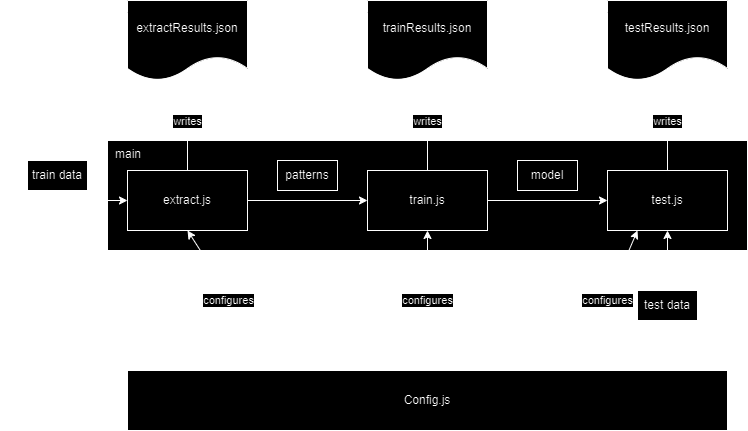 extractResults.json
trainResults.json
testResults.json
writes
writes
writes
main
train data
patterns
model
extract.js
train.js
test.js
configures
configures
configures
test data
Config.js